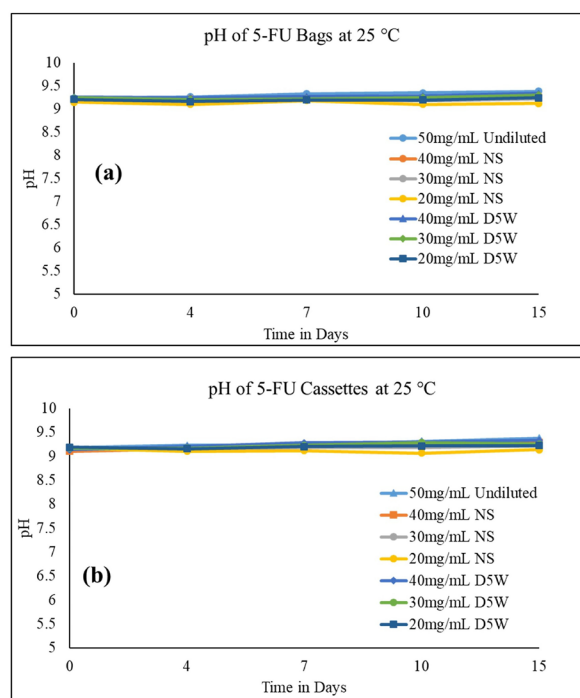 pH of 5-FU Bags at 25 °C
10
9.5
9
8.5
8
7.5
7
6.5
6
5.5
5
pH
(a)
50mg/mL Undiluted
40mg/mL NS
30mg/mL NS
20mg/mL NS
40mg/mL D5W
30mg/mL D5W
20mg/mL D5W
0 4 7 10 15
Time in Days
pH of 5-FU Cassettes at 25 °C
10
9.5
9
8.5
8
7.5
7
6.5
6
5.5
5
pH
(b)
50mg/mL Undiluted
40mg/mL NS
30mg/mL NS
20mg/mL NS
40mg/mL D5W
30mg/mL D5W
20mg/mL D5W
0 4 7 10 15
Time in Days